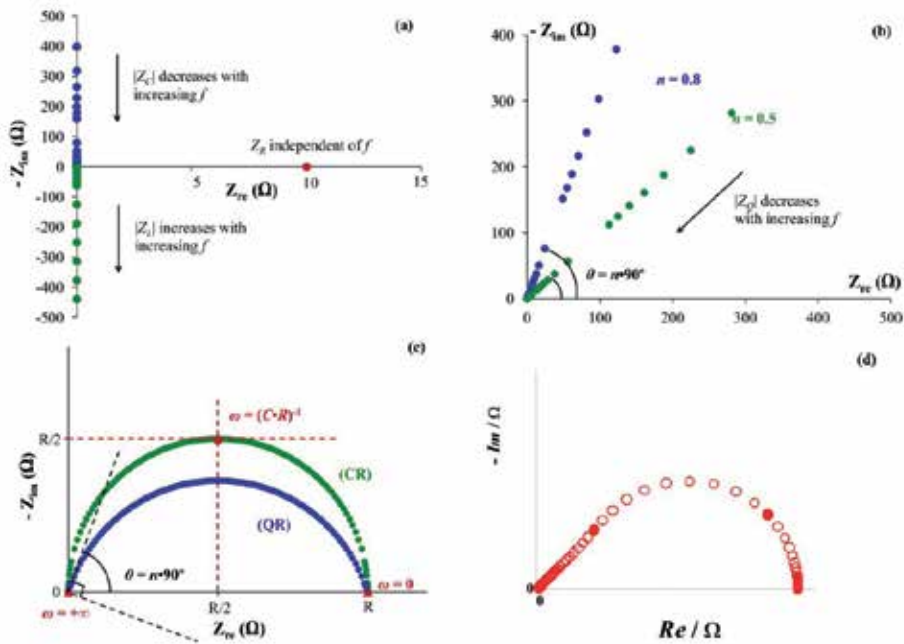 (a)
- Z_im (Ω)
500
400
300
200
100
0
-100
-200
-300
-400
-500
|Z_C| decreases with
increasing f
Z_R independent of f
5
10
15
Z_re (Ω)
|Z_L| increases with
increasing f
(b)
- Z_im (Ω)
400
300
200
100
0
n = 0.8
n = 0.5
|Z_Q| decreases
with increasing f
θ = n•90°
Z_re (Ω)
0
100
200
300
400
500
(c)
- Z_im (Ω)
R/2
0
ω = (C•R)⁻¹
(CR)
(QR)
θ = n•90°
ω = 0
ω = +∞
R/2
R
Z_re (Ω)
(d)
- Im / Ω
0
0
Re / Ω